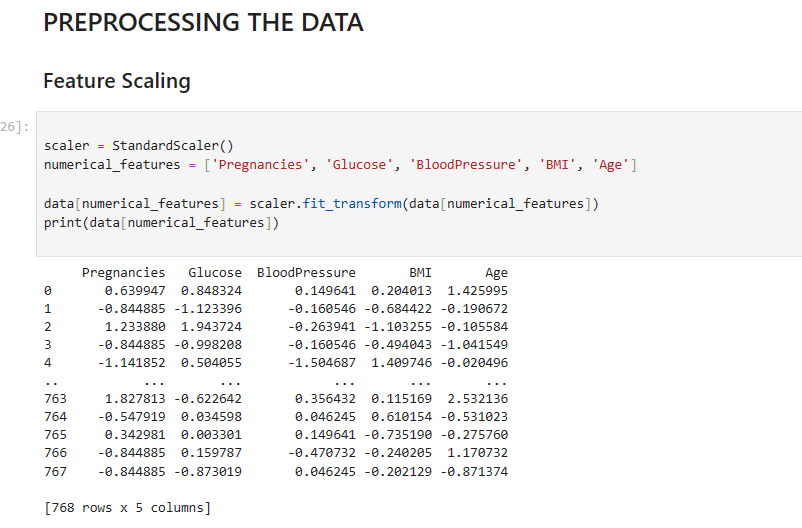 PREPROCESSING THE DATA
Feature Scaling
26]:
scaler = StandardScaler()
numerical_features = ['Pregnancies', 'Glucose', 'BloodPressure', 'BMI', 'Age']
data[numerical_features] = scaler.fit_transform(data[numerical_features])
print(data[numerical_features])
     Pregnancies   Glucose  BloodPressure       BMI       Age
0       0.639947  0.848324       0.149641  0.204013  1.425995
1      -0.844885 -1.123396      -0.160546 -0.684422 -0.190672
2       1.233880  1.943724      -0.263941 -1.103255 -0.105584
3      -0.844885 -0.998208      -0.160546 -0.494043 -1.041549
4      -1.141852  0.504055      -1.504687  1.409746 -0.020496
..           ...       ...            ...       ...       ...
763     1.827813 -0.622642       0.356432  0.115169  2.532136
764    -0.547919  0.034598       0.046245  0.610154 -0.531023
765     0.342981  0.003301       0.149641 -0.735190 -0.275760
766    -0.844885  0.159787      -0.470732 -0.240205  1.170732
767    -0.844885 -0.873019       0.046245 -0.202129 -0.871374
[768 rows x 5 columns]